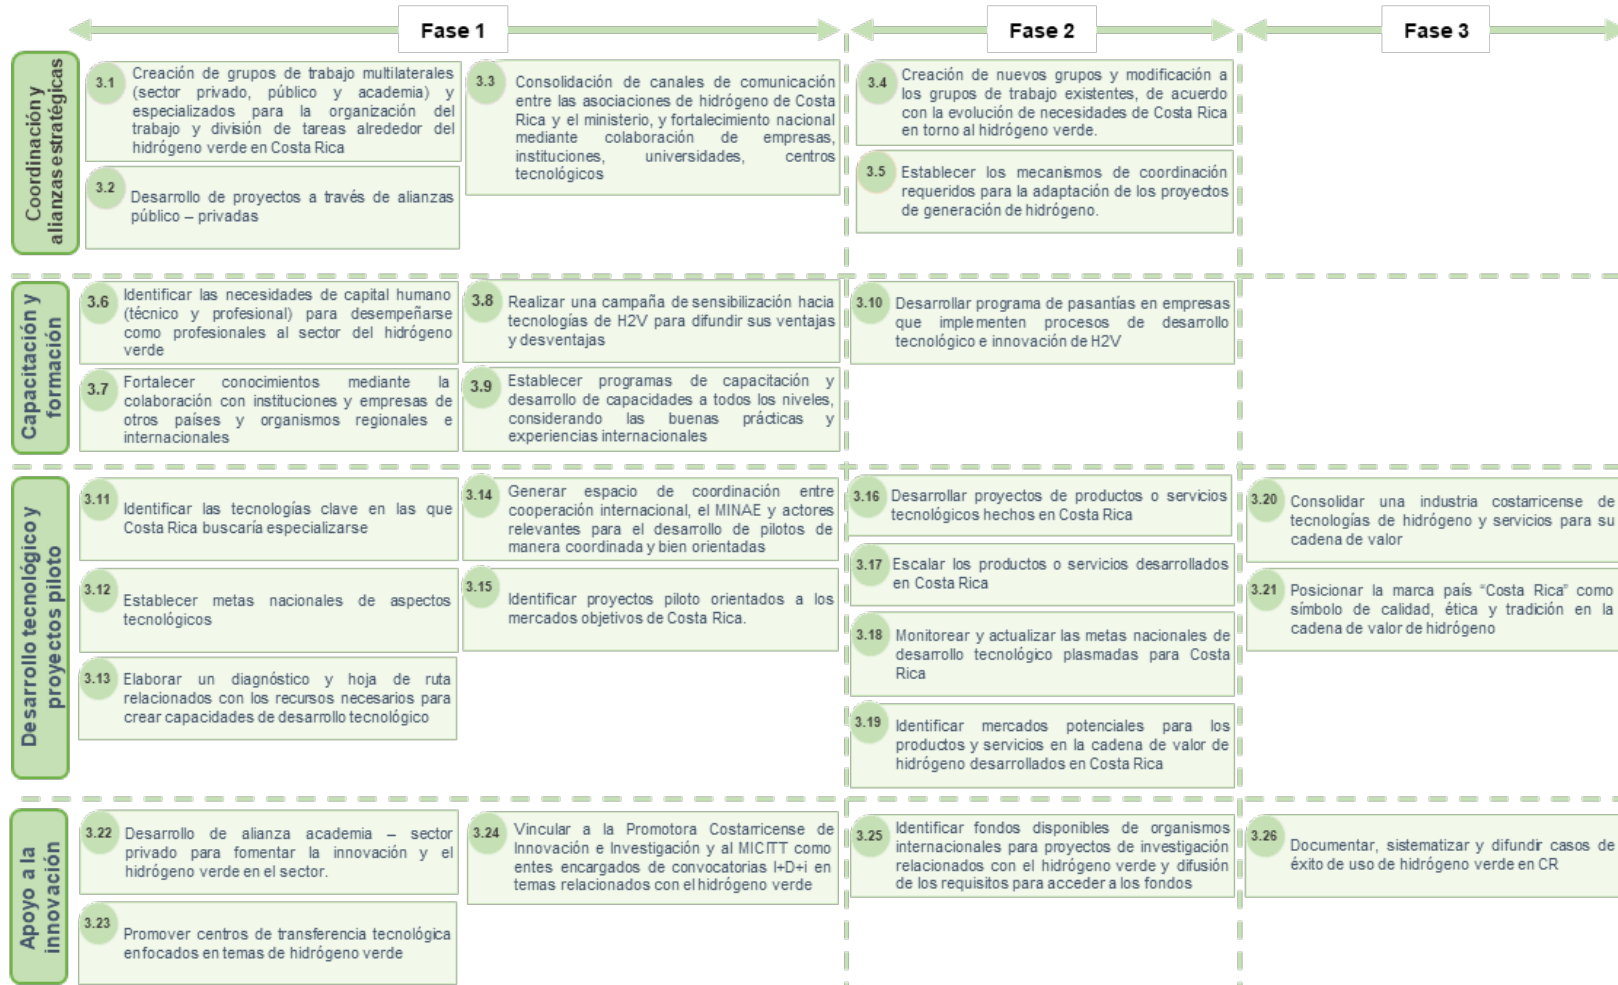 Fase 1
Fase 2
Fase 3
Coordinación y
alianzas estratégicas
3.1
Creación de grupos de trabajo multilaterales
(sector privado, público y academia) y
especializados para la organización del
trabajo y división de tareas alrededor del
hidrógeno verde en Costa Rica
3.2
Desarrollo de proyectos a través de alianzas
público – privadas
3.3
Consolidación de canales de comunicación
entre las asociaciones de hidrógeno de Costa
Rica y el ministerio, y fortalecimiento nacional
mediante colaboración de empresas,
instituciones, universidades, centros
tecnológicos
3.4
Creación de nuevos grupos y modificación a
los grupos de trabajo existentes, de acuerdo
con la evolución de necesidades de Costa Rica
en torno al hidrógeno verde.
3.5
Establecer los mecanismos de coordinación
requeridos para la adaptación de los proyectos
de generación de hidrógeno.
Capacitación y
formación
3.6
Identificar las necesidades de capital humano
(técnico y profesional) para desempeñarse
como profesionales al sector del hidrógeno
verde
3.7
Fortalecer conocimientos mediante la
colaboración con instituciones y empresas de
otros países y organismos regionales e
internacionales
3.8
Realizar una campaña de sensibilización hacia
tecnologías de H2V para difundir sus ventajas
y desventajas
3.9
Establecer programas de capacitación y
desarrollo de capacidades a todos los niveles,
considerando las buenas prácticas y
experiencias internacionales
3.10
Desarrollar programa de pasantías en empresas
que implementen procesos de desarrollo
tecnológico e innovación de H2V
Desarrollo tecnológico y
proyectos piloto
3.11
Identificar las tecnologías clave en las que
Costa Rica buscaría especializarse
3.12
Establecer metas nacionales de aspectos
tecnológicos
3.13
Elaborar un diagnóstico y hoja de ruta
relacionados con los recursos necesarios para
crear capacidades de desarrollo tecnológico
3.14
Generar espacio de coordinación entre
cooperación internacional, el MINAE y actores
relevantes para el desarrollo de pilotos de
manera coordinada y bien orientadas
3.15
Identificar proyectos piloto orientados a los
mercados objetivos de Costa Rica.
3.16
Desarrollar proyectos de productos o servicios
tecnológicos hechos en Costa Rica
3.17
Escalar los productos o servicios desarrollados
en Costa Rica
3.18
Monitorear y actualizar las metas nacionales de
desarrollo tecnológico plasmadas para Costa
Rica
3.19
Identificar mercados potenciales para los
productos y servicios en la cadena de valor de
hidrógeno desarrollados en Costa Rica
3.20
Consolidar una industria costarricense de
tecnologías de hidrógeno y servicios para su
cadena de valor
3.21
Posicionar la marca país “Costa Rica” como
símbolo de calidad, ética y tradición en la
cadena de valor de hidrógeno
Apoyo a la
innovación
3.22
Desarrollo de alianza academia – sector
privado para fomentar la innovación y el
hidrógeno verde en el sector.
3.23
Promover centros de transferencia tecnológica
enfocados en temas de hidrógeno verde
3.24
Vincular a la Promotora Costarricense de
Innovación e Investigación y al MICITT como
entes encargados de convocatorias I+D+i en
temas relacionados con el hidrógeno verde
3.25
Identificar fondos disponibles de organismos
internacionales para proyectos de investigación
relacionados con el hidrógeno verde y difusión
de los requisitos para acceder a los fondos
3.26
Documentar, sistematizar y difundir casos de
éxito de uso de hidrógeno verde en CR